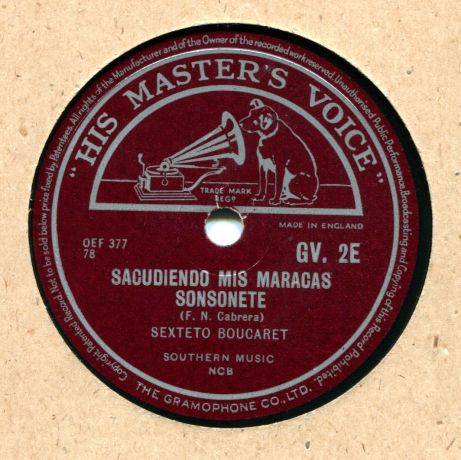 Copyright Patented Record Not to be sold below price fixed by Patentees. All rights of the Manufacturer and of the Owner of the recorded work reserved. Unauthorised Public Performance, Broadcasting and Copying of this Record Prohibited.
"HIS MASTER'S VOICE"
TRADE MARK
REGD
MADE IN ENGLAND
OEF 377
78
GV. 2E
SACUDIENDO MIS MARACAS
SONSONETE
(F. N. Cabrera)
SEXTETO BOUCARET
SOUTHERN MUSIC
NCB
THE GRAMOPHONE CO., LTD.